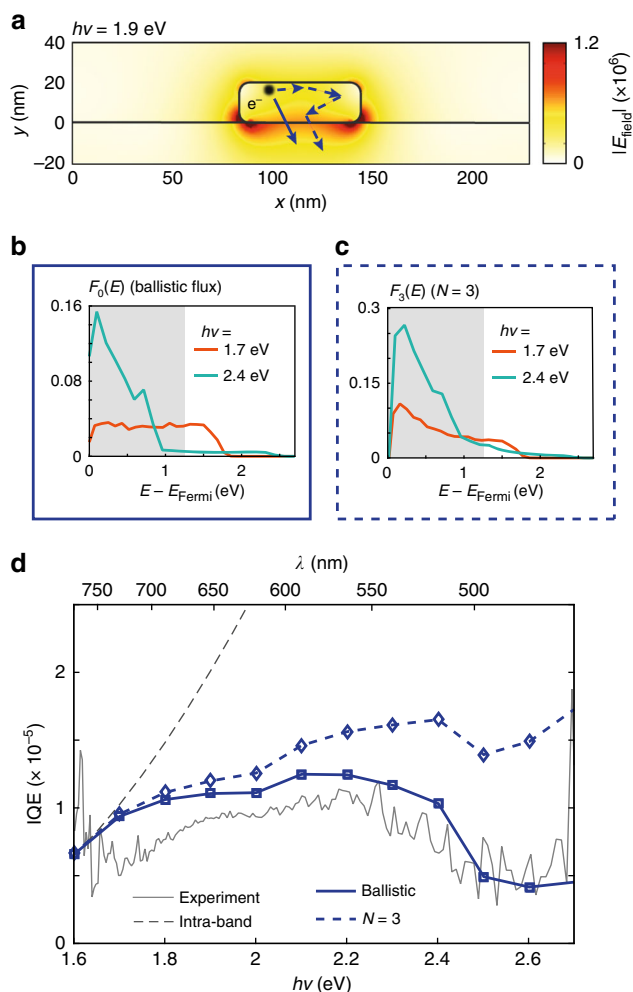 a
hν = 1.9 eV
40
20
0
−20
y (nm)
0
50
100
150
200
x (nm)
e−
1.2
0
|Efield| (×10⁶)
b
F0(E) (ballistic flux)
0.16
0.08
0
hν =
1.7 eV
2.4 eV
0
1
2
E − EFermi (eV)
c
F3(E) (N = 3)
0.3
0.15
0
hν =
1.7 eV
2.4 eV
0
1
2
E − EFermi (eV)
d
λ (nm)
750
700
650
600
550
500
2
1
0
IQE (× 10⁻⁵)
Experiment
Intra-band
Ballistic
N = 3
1.6
1.8
2
2.2
2.4
2.6
hν (eV)